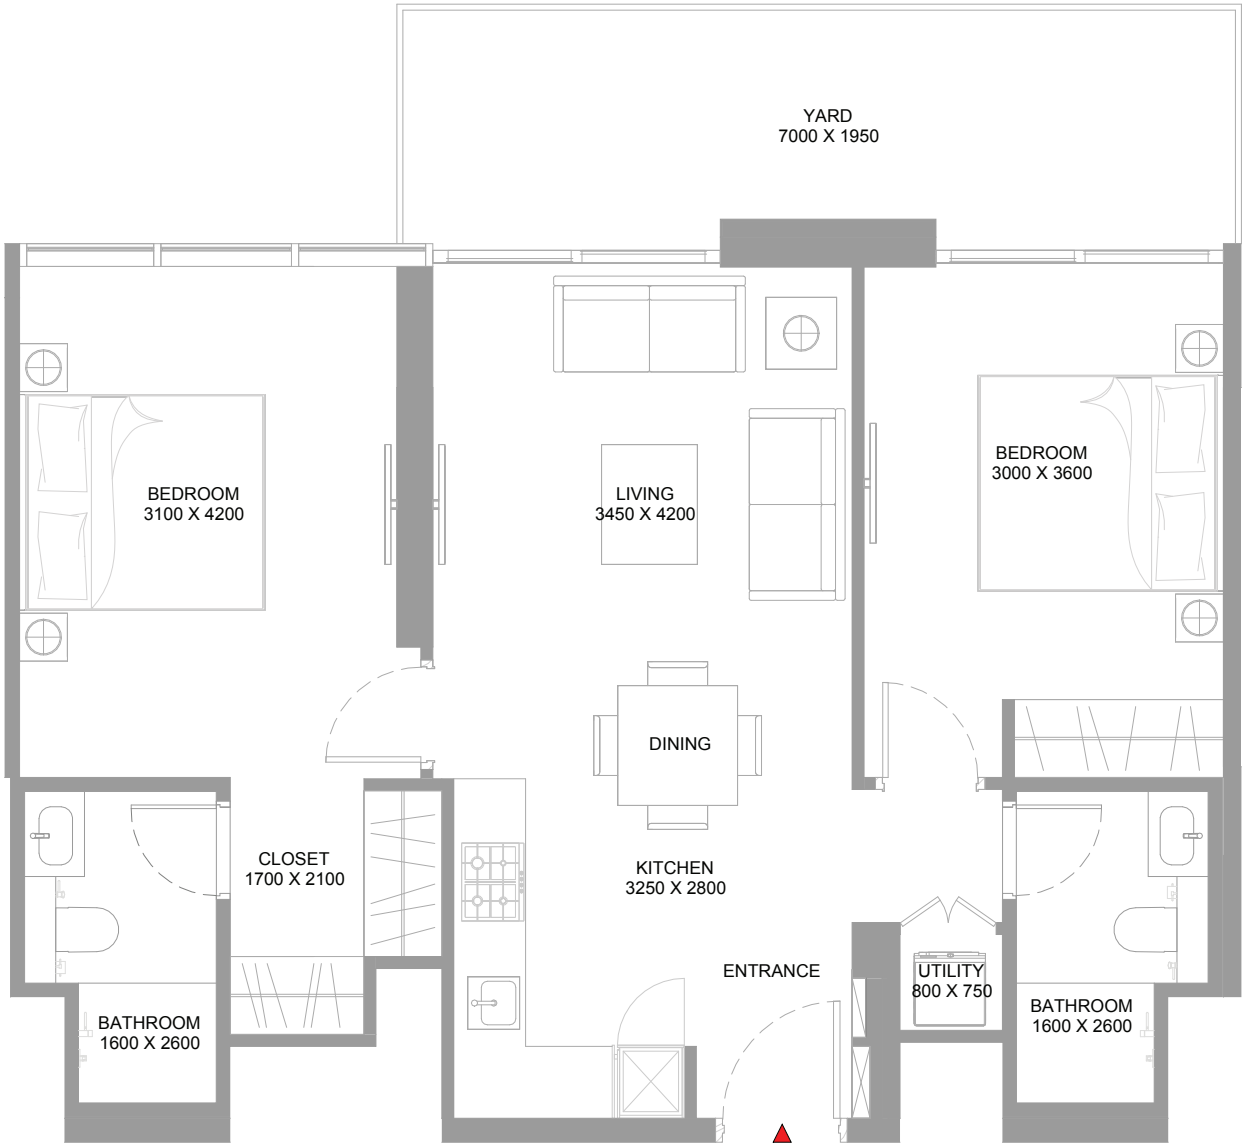 YARD
7000 X 1950
BEDROOM
3100 X 4200
LIVING
3450 X 4200
BEDROOM
3000 X 3600
DINING
CLOSET
1700 X 2100
KITCHEN
3250 X 2800
ENTRANCE
UTILITY
800 X 750
BATHROOM
1600 X 2600
BATHROOM
1600 X 2600